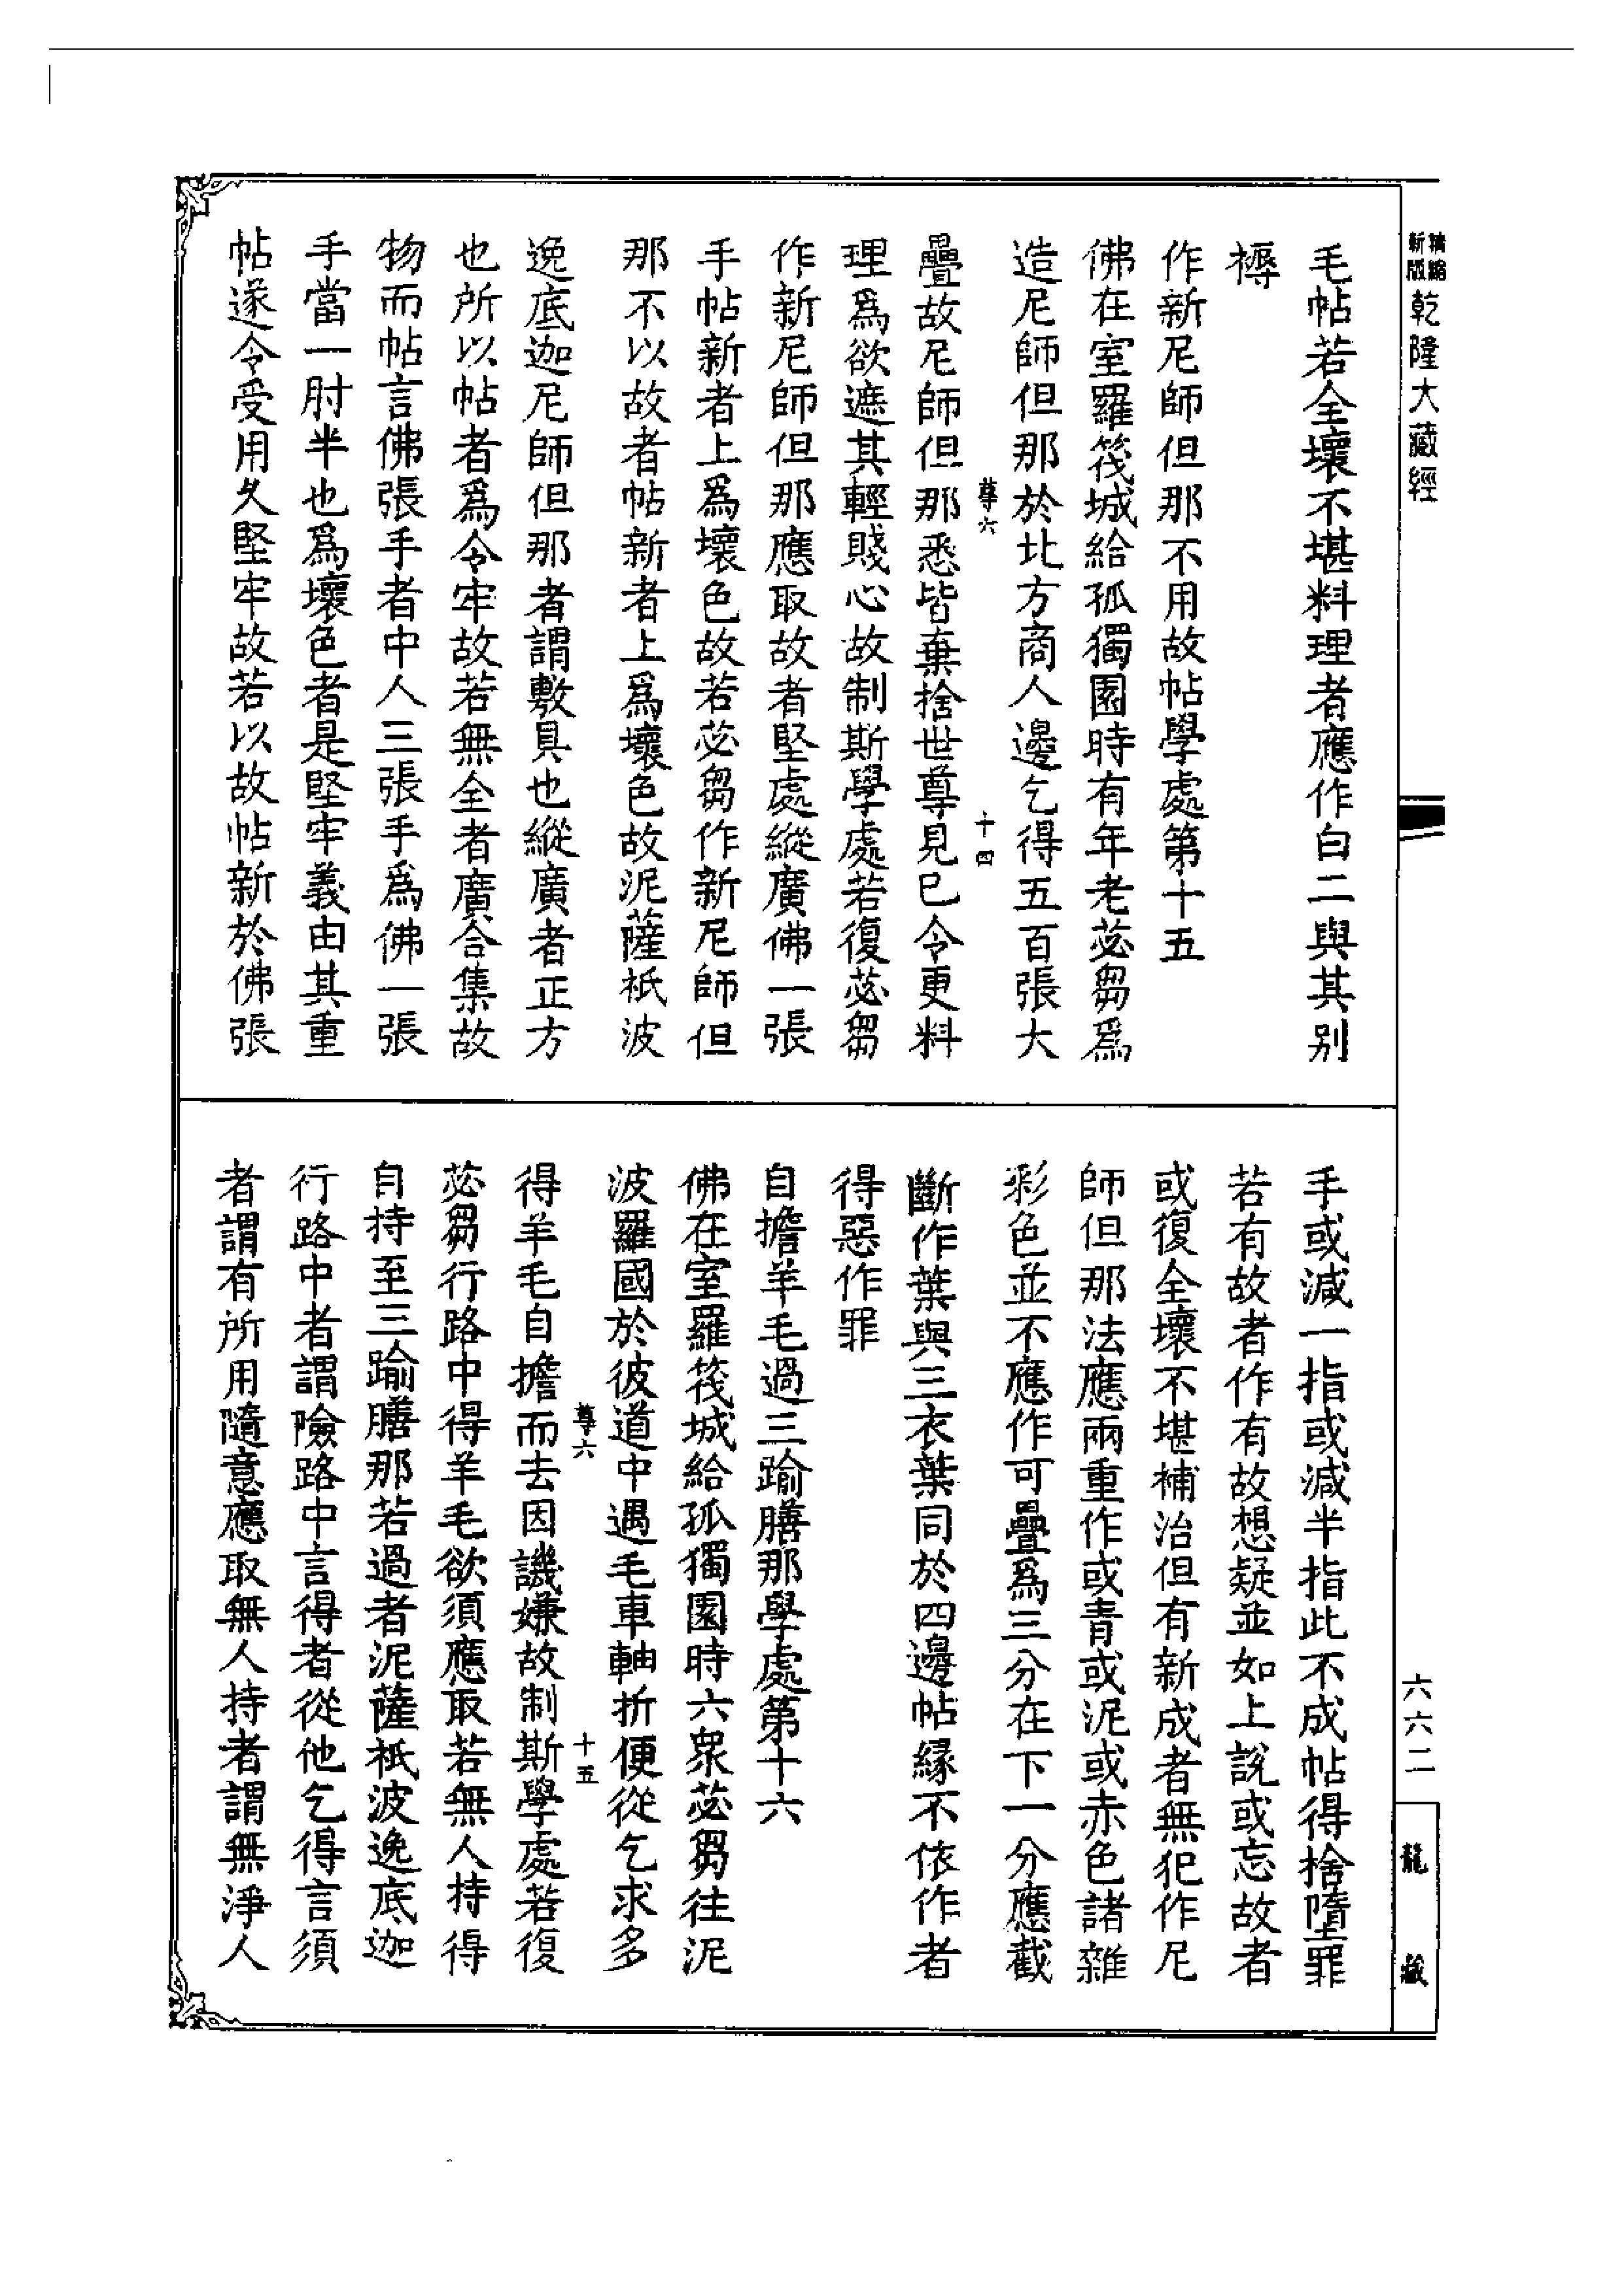 精縮
新版
乾隆大藏經
毛帖若全壞不堪料理者應作白二與其別
褥
作新尼師但那不用故帖學處第十五
佛在室羅筏城給孤獨園時有年老苾芻爲
造尼師但那於北方商人邊乞得五百張大
尊六
十四
疊故尼師但那悉皆棄捨世尊見已令更料
理爲欲遮其輕賤心故制斯學處若復苾芻
作新尼師但那應取故者堅處縱廣佛一張
手帖新者上爲壞色故若苾芻作新尼師但
那不以故者帖新者上爲壞色故泥薩祇波
逸底迦尼師但那者謂敷具也縱廣者正方
也所以帖者爲令牢故若無全者廣合集故
物而帖言佛張手者中人三張手爲佛一張
手當一肘半也爲壞色者是堅牢義由其重
帖遂令受用久堅牢故若以故帖新於佛張
手或減一指或減半指此不成帖得捨墮罪
若有故者作有故想疑並如上說或忘故者
或復全壞不堪補治但有新成者無犯作尼
師但那法應兩重作或青或泥或赤色諸雜
彩色並不應作可疊爲三分在下一分應截
斷作葉與三衣葉同於四邊帖緣不依作者
得惡作罪
自擔羊毛過三踰膳那學處第十六
佛在室羅筏城給孤獨園時六衆苾芻往泥
波羅國於彼道中遇毛車軸折便從乞求多
尊六
十五
得羊毛自擔而去因譏嫌故制斯學處若復
苾芻行路中得羊毛欲須應取若無人持得
自持至三踰膳那若過者泥薩祇波逸底迦
行路中者謂險路中言得者從他乞得言須
者謂有所用隨意應取無人持者謂無淨人
六六二
龍藏